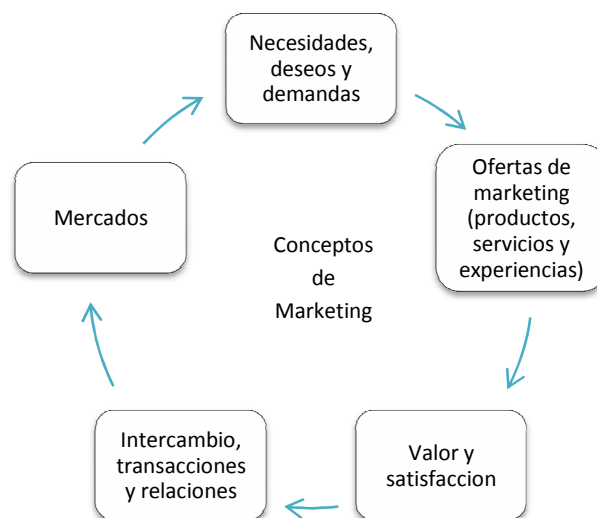 Necesidades,
deseos y
demandas
Ofertas de
marketing
(productos,
servicios y
experiencias)
Valor y
satisfaccion
Intercambio,
transacciones
y relaciones
Mercados
Conceptos
de
Marketing